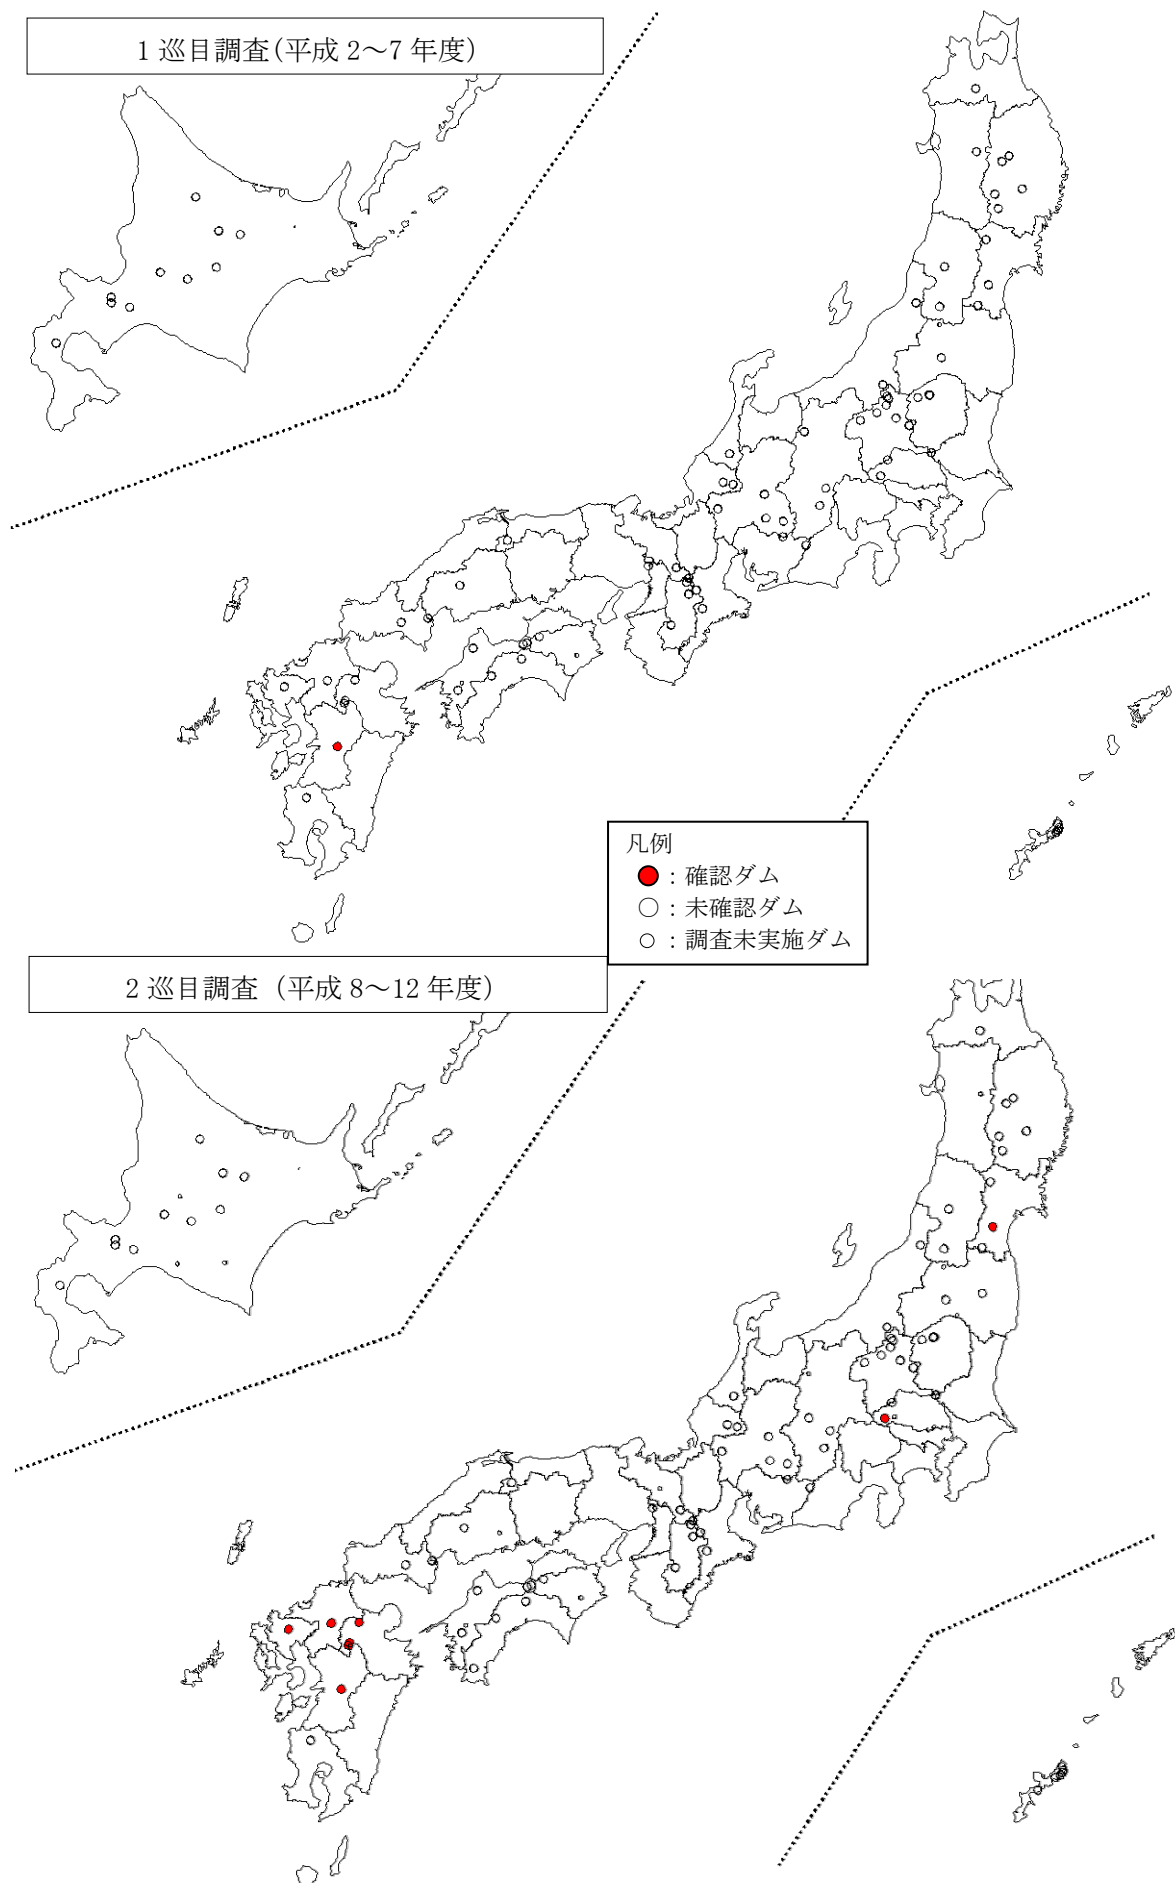 1 巡目調査(平成 2～7 年度)
凡例
：確認ダム
：未確認ダム
：調査未実施ダム
2 巡目調査（平成 8～12 年度）